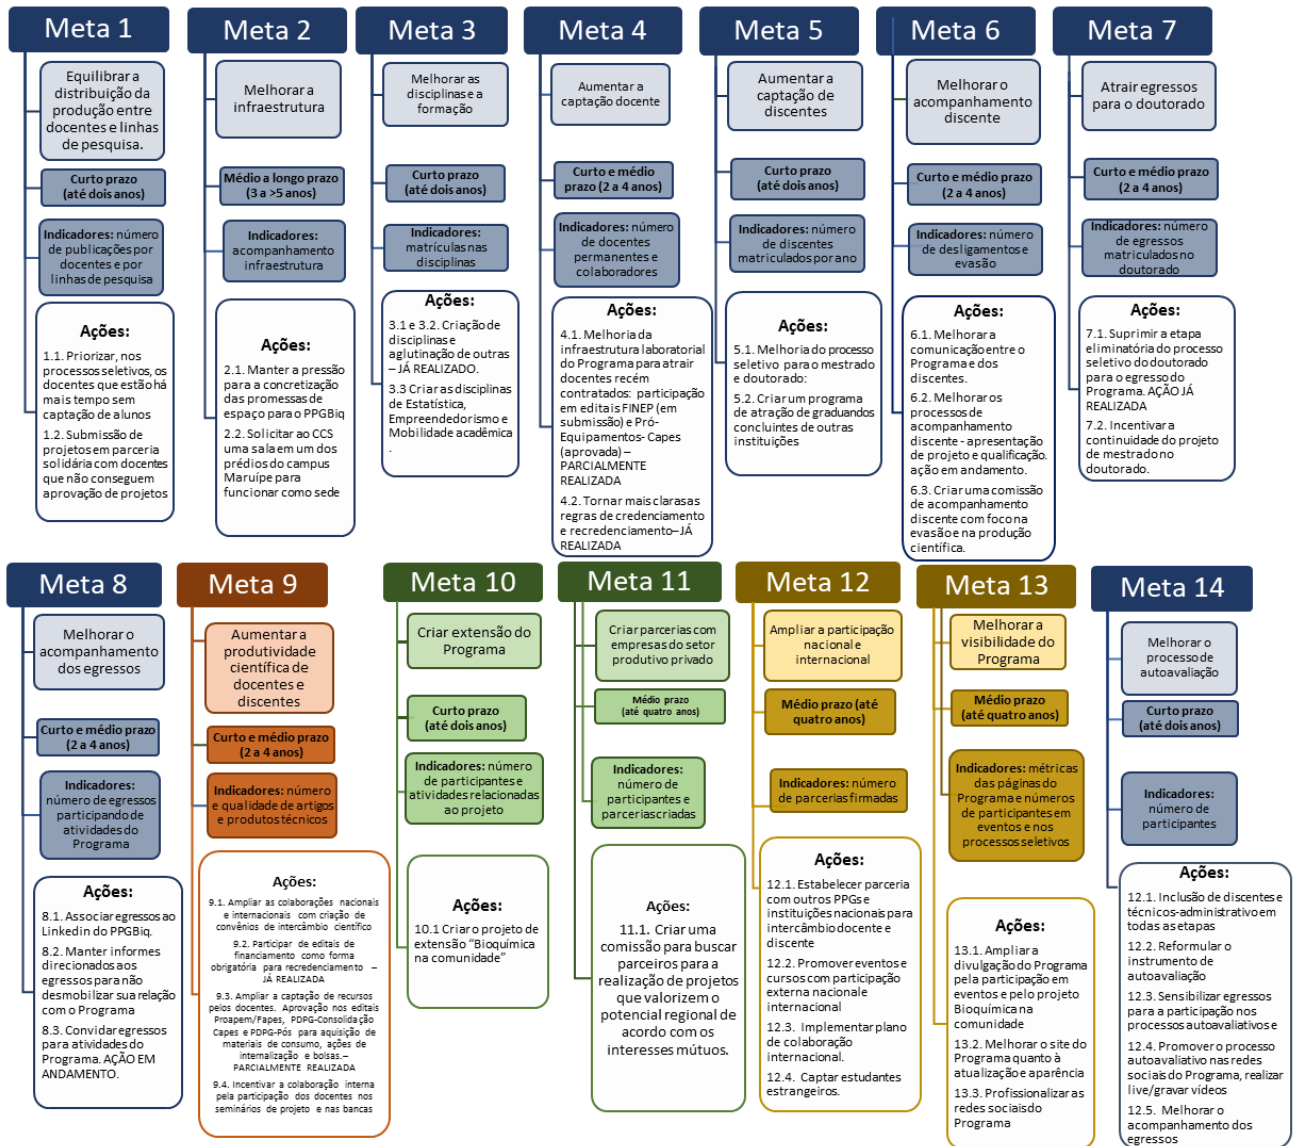 Meta 1
Equilibrar a
distribuição da
produção entre
docentes e linhas
de pesquisa.
Curto prazo
(até dois anos)
Indicadores: número
de publicações por
docentes e por
linhas de pesquisa
Ações:
1.1. Priorizar, nos
processos seletivos, os
docentes que estão há
mais tempo sem
captação de alunos
1.2. Submissão de
projetos em parceria
solidária com docentes
que não conseguem
aprovação de projetos
Meta 2
Melhorar a
infraestrutura
Médio a longo prazo
(3 a >5 anos)
Indicadores:
acompanhamento
infraestrutura
Ações:
2.1. Manter a pressão
para a concretização
das promessas de
espaço para o PPGBiq
2.2. Solicitar ao CCS
uma sala em um dos
prédios do campus
Maruípe para
funcionar como sede
Meta 3
Melhorar as
disciplinas e a
formação
Curto prazo
(até dois anos)
Indicadores:
matrículas nas
disciplinas
Ações:
3.1 e 3.2. Criação de
disciplinas e
aglutinação de outras
– JÁ REALIZADO.
3.3 Criar as disciplinas
de Estatística,
Empreendedorismo e
Mobilidade acadêmica
.
Meta 4
Aumentar a
captação docente
Curto e médio
prazo (2 a 4 anos)
Indicadores:
número de docentes
permanentes e
colaboradores
Ações:
4.1. Melhoria da
infraestrutura laboratorial
do Programa para atrair
docentes recém
contratados: participação
em editais FINEP (em
submissão) e Pró-
Equipamentos- Capes
(aprovada) –
PARCIALMENTE
REALIZADA
4.2. Tornar mais claras as
regras de credenciamento
e recredenciamento– JÁ
REALIZADA
Meta 5
Aumentar a
captação de
discentes
Curto prazo
(até dois anos)
Indicadores: número
de discentes
matriculados por ano
Ações:
5.1. Melhoria do processo
seletivo para o mestrado
e doutorado:
5.2. Criar um programa
de atração de graduandos
concluintes de outras
instituições
Meta 6
Melhorar o
acompanhamento
discente
Curto e médio prazo
(2 a 4 anos)
Indicadores: número
de desligamentos e
evasão
Ações:
6.1. Melhorar a
comunicação entre o
Programa e dos
discentes.
6.2. Melhorar os
processos de
acompanhamento
discente - apresentação
de projeto e qualificação.
ação em andamento.
6.3. Criar uma comissão
de acompanhamento
discente com foco na
evasão e na produção
científica.
Meta 7
Atrair egressos
para o doutorado
Curto e médio prazo
(2 a 4 anos)
Indicadores: número
de egressos
matriculados no
doutorado
Ações:
7.1. Suprimir a etapa
eliminatória do processo
seletivo do doutorado
para o egresso do
Programa. AÇÃO JÁ
REALIZADA
7.2. Incentivar a
continuidade do projeto
de mestrado no
doutorado.
Meta 8
Melhorar o
acompanhamento
dos egressos
Curto e médio prazo
(2 a 4 anos)
Indicadores:
número de egressos
participando de
atividades do
Programa
Ações:
8.1. Associar egressos ao
Linkedin do PPGBiq.
8.2. Manter informes
direcionados aos
egressos para não
desmobilizar sua relação
com o Programa
8.3. Convidar egressos
para atividades do
Programa. AÇÃO EM
ANDAMENTO.
Meta 9
Aumentar a
produtividade
científica de
docentes e
discentes
Curto e médio prazo
(2 a 4 anos)
Indicadores: número
e qualidade de artigos
e produtos técnicos
Ações:
9.1. Ampliar as colaborações nacionais
e internacionais com criação de
convênios de intercâmbio científico
9.2. Participar de editais de
financiamento como forma
obrigatória para recredenciamento –
JÁ REALIZADA
9.3. Ampliar a captação de recursos
pelos docentes. Aprovação nos editais
Proapem/Fapes, PDPG-Consolidação
Capes e PDPG-Pós para aquisição de
materiais de consumo, ações de
internalização e bolsas.–
PARCIALMENTE REALIZADA
9.4. Incentivar a colaboração interna
pela participação dos docentes nos
seminários de projeto e nas bancas
Meta 10
Criar extensão do
Programa
Curto prazo
(até dois anos)
Indicadores: número
de participantes e
atividades relacionadas
ao projeto
Ações:
10.1 Criar o projeto de
extensão “Bioquímica
na comunidade”
Meta 11
Criar parcerias com
empresas do setor
produtivo privado
Médio prazo
(até quatro anos)
Indicadores:
número de
participantes e
parcerias criadas
Ações:
11.1. Criar uma
comissão para buscar
parceiros para a
realização de projetos
que valorizem o
potencial regional de
acordo com os
interesses mútuos.
Meta 12
Ampliar a participação
nacional e
internacional
Médio prazo (até
quatro anos)
Indicadores: número
de parcerias firmadas
Ações:
12.1. Estabelecer parceria
com outros PPGs e
instituições nacionais para
intercâmbio docente e
discente
12.2. Promover eventos e
cursos com participação
externa nacional e
internacional
12.3. Implementar plano
de colaboração
internacional.
12.4. Captar estudantes
estrangeiros.
Meta 13
Melhorar a
visibilidade do
Programa
Médio prazo
(até quatro anos)
Indicadores: métricas
das páginas do
Programa e números
de participantes em
eventos e nos
processos seletivos
Ações:
13.1. Ampliar a
divulgação do Programa
pela participação em
eventos e pelo projeto
Bioquímica na
comunidade
13.2. Melhorar o site do
Programa quanto à
atualização e aparência
13.3. Profissionalizar as
redes sociais do
Programa
Meta 14
Melhorar o
processo de
autoavaliação
Curto prazo
(até dois anos)
Indicadores:
número de
participantes
Ações:
12.1. Inclusão de discentes e
técnicos-administrativo em
todas as etapas
12.2. Reformular o
instrumento de
autoavaliação
12.3. Sensibilizar egressos
para a participação nos
processos autoavaliativos e
12.4. Promover o processo
autoavaliativo nas redes
sociais do Programa, realizar
live/gravar vídeos
12.5. Melhorar o
acompanhamento dos
egressos